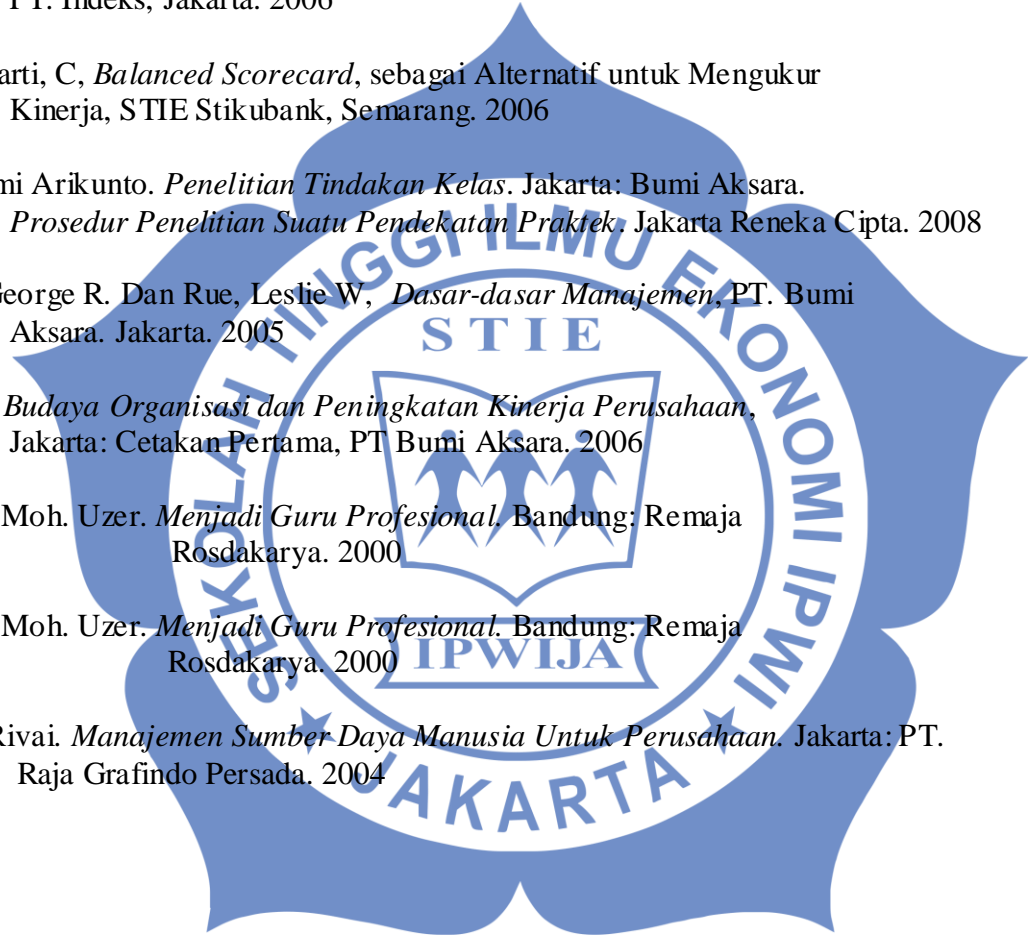 PT. Indeks, Jakarta. 2006
arti, C, Balanced Scorecard, sebagai Alternatif untuk Mengukur
Kinerja, STIE Stikubank, Semarang. 2006
mi Arikunto. Penelitian Tindakan Kelas. Jakarta: Bumi Aksara.
Prosedur Penelitian Suatu Pendekatan Praktek. Jakarta Reneka Cipta. 2008
George R. Dan Rue, Leslie W, Dasar-dasar Manajemen, PT. Bumi
Aksara. Jakarta. 2005
Budaya Organisasi dan Peningkatan Kinerja Perusahaan,
Jakarta: Cetakan Pertama, PT Bumi Aksara. 2006
Moh. Uzer. Menjadi Guru Profesional. Bandung: Remaja
Rosdakarya. 2000
Moh. Uzer. Menjadi Guru Profesional. Bandung: Remaja
Rosdakarya. 2000
Rivai. Manajemen Sumber Daya Manusia Untuk Perusahaan. Jakarta: PT.
Raja Grafindo Persada. 2004
SEKOLAH TINGGI ILMU EKONOMI IPWI
STIE
IPWIJA
JAKARTA